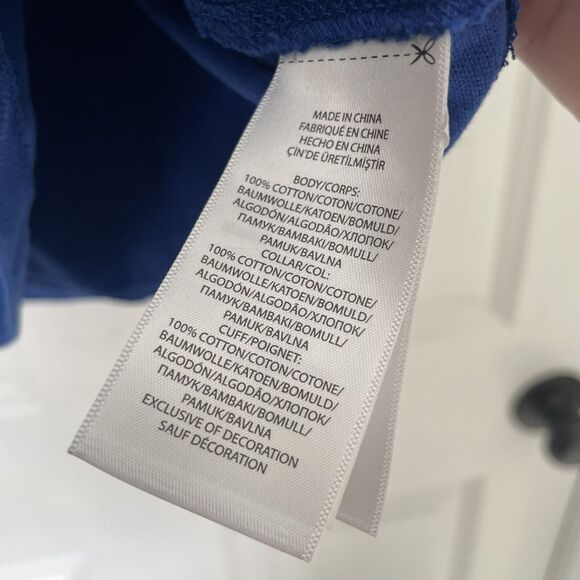 MADE IN CHINA
FABRIQUÉ EN CHINE
HECHO EN CHINA
ÇİN'DE ÜRETİLMİŞTİR
BODY/CORPS:
100% COTTON/COTON/COTONE/
BAUMWOLLE/KATOEN/BOMULD/
ALGODÓN/ALGODÃO/ХЛОПОК/
ПАМУК/BAMBAKI/BOMULL/
PAMUK/BAVLNA
COLLAR/COL:
100% COTTON/COTON/COTONE/
BAUMWOLLE/KATOEN/BOMULD/
ALGODÓN/ALGODÃO/ХЛОПОК/
ПАМУК/BAMBAKI/BOMULL/
PAMUK/BAVLNA
CUFF/POIGNET:
100% COTTON/COTON/COTONE/
BAUMWOLLE/KATOEN/BOMULD/
ALGODÓN/ALGODÃO/ХЛОПОК/
ПАМУК/BAMBAKI/BOMULL/
PAMUK/BAVLNA
EXCLUSIVE OF DECORATION
SAUF DÉCORATION